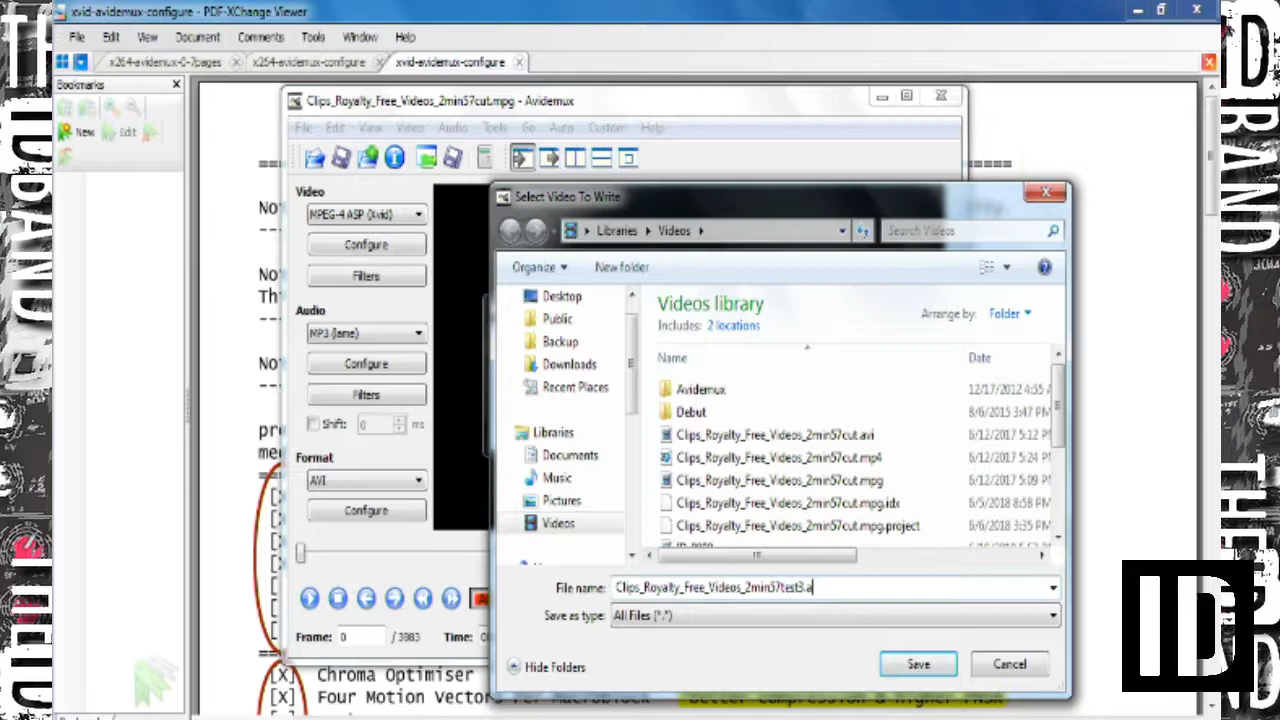 xvid-avidemux-configure - PDF-XChange Viewer
File Edit View Document Comments Tools Window Help
x264-avidemux-0-7pages x264-avidemux-configure xvid-avidemux-configure
Bookmarks
New Edit
Clips_Royalty_Free_Videos_2min57cut.mpg - Avidemux
File Edit View Video Audio Tools Go Auto Custom Help
Video
MPEG-4 ASP (Xvid)
Configure
Filters
Audio
MP3 (lame)
Configure
Filters
Shift: 0 ms
Format
AVI
Configure
Frame: 0 / 3983 Time:
Select Video To Write
Libraries Videos
Search Videos
Organize New folder
Desktop
Public
Backup
Downloads
Recent Places
Libraries
Documents
Music
Pictures
Videos
Videos library
Includes: 2 locations
Arrange by: Folder
Name Date
Avidemux 12/17/2012 4:55 A
Debut 8/6/2015 3:47 PM
Clips_Royalty_Free_Videos_2min57cut.avi 6/12/2017 5:12 P
Clips_Royalty_Free_Videos_2min57cut.mp4 6/12/2017 5:24 P
Clips_Royalty_Free_Videos_2min57cut.mpg 6/12/2017 5:09 P
Clips_Royalty_Free_Videos_2min57cut.mpg.idx 6/5/2018 8:58 PM
Clips_Royalty_Free_Videos_2min57cut.mpg.project 6/6/2018 3:35 PM
File name: Clips_Royalty_Free_Videos_2min57test3.a
Save as type: All Files (*.*)
Hide Folders
Save Cancel
[X] Chroma Optimiser
[X] Four Motion Vector
ID